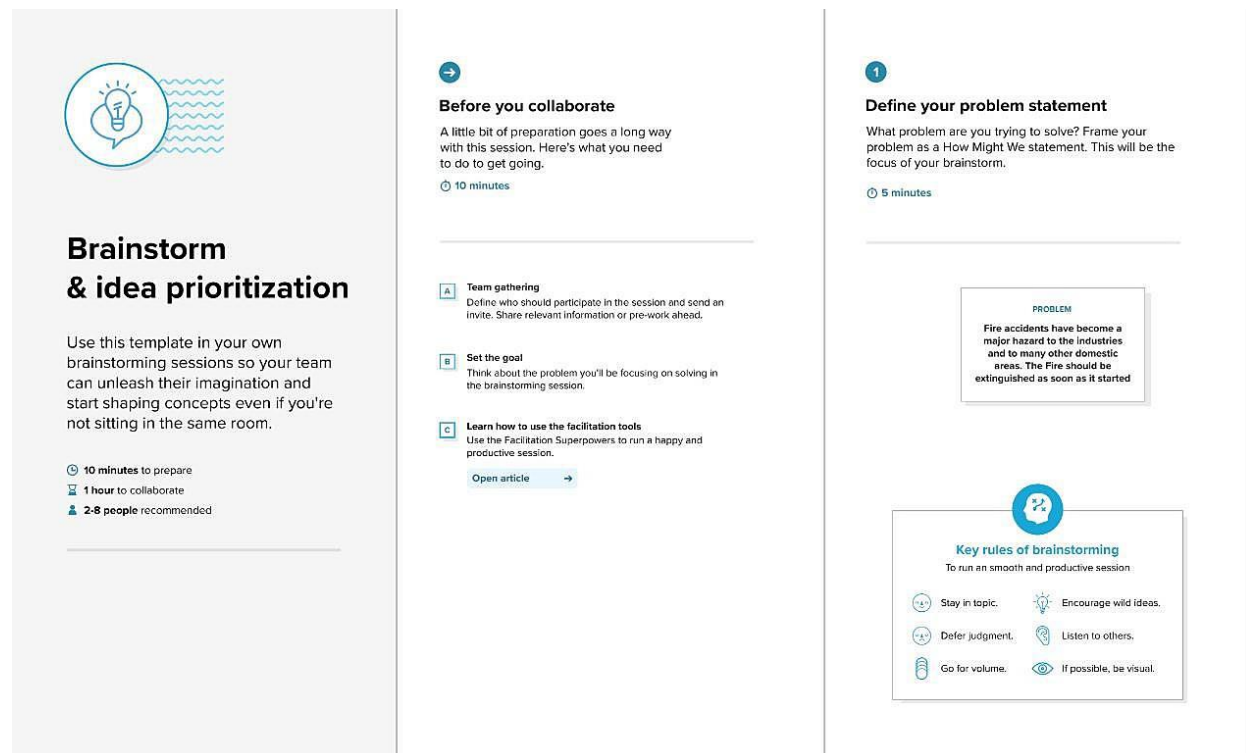 Brainstorm
& idea prioritization
Use this template in your own
brainstorming sessions so your team
can unleash their imagination and
start shaping concepts even if you're
not sitting in the same room.
10 minutes to prepare
1 hour to collaborate
2-8 people recommended
Before you collaborate
A little bit of preparation goes a long way
with this session. Here's what you need
to do to get going.
10 minutes
A
Team gathering
Define who should participate in the session and send an
invite. Share relevant information or pre-work ahead.
B
Set the goal
Think about the problem you'll be focusing on solving in
the brainstorming session.
C
Learn how to use the facilitation tools
Use the Facilitation Superpowers to run a happy and
productive session.
Open article
1
Define your problem statement
What problem are you trying to solve? Frame your
problem as a How Might We statement. This will be the
focus of your brainstorm.
5 minutes
PROBLEM
Fire accidents have become a
major hazard to the industries
and to many other domestic
areas. The Fire should be
extinguished as soon as it started
Key rules of brainstorming
To run an smooth and productive session
Stay in topic.
Encourage wild ideas.
Defer judgment.
Listen to others.
Go for volume.
If possible, be visual.